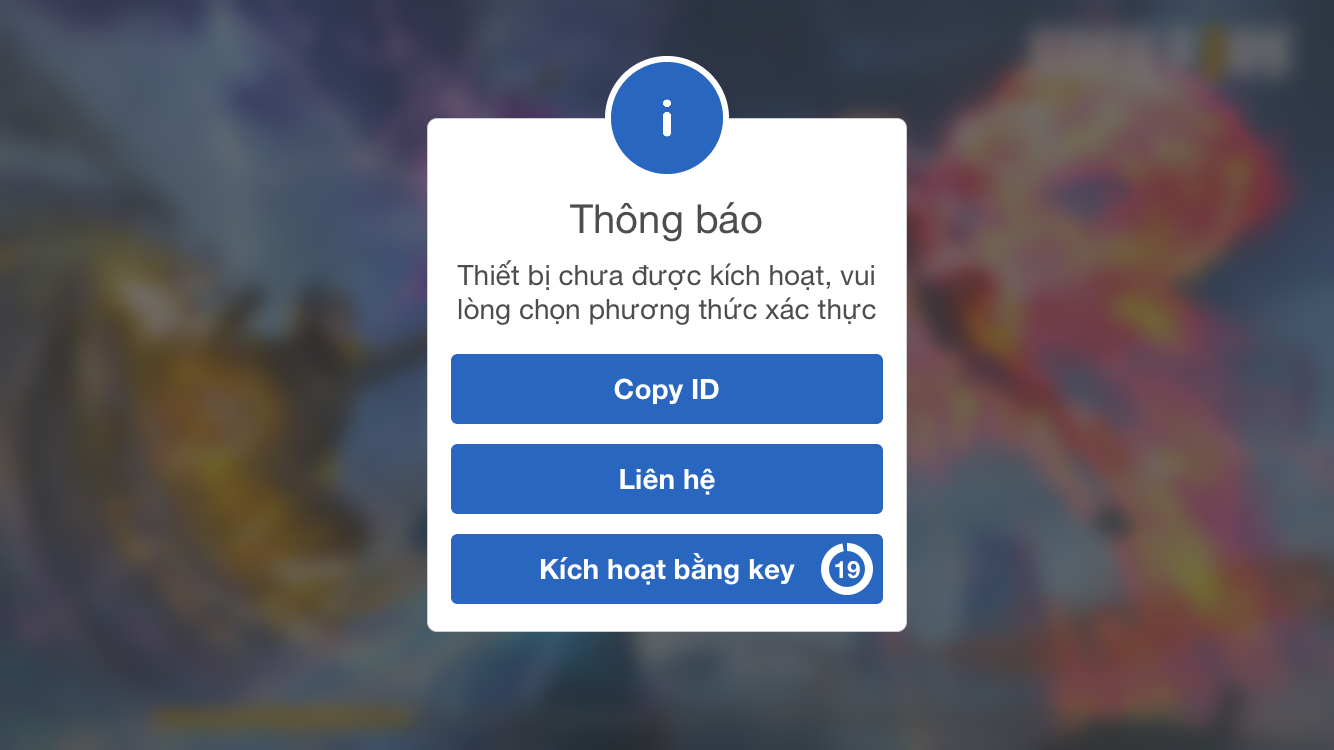 Thông báo
Thiết bị chưa được kích hoạt, vui
lòng chọn phương thức xác thực
Copy ID
Liên hệ
Kích hoạt bằng key 19